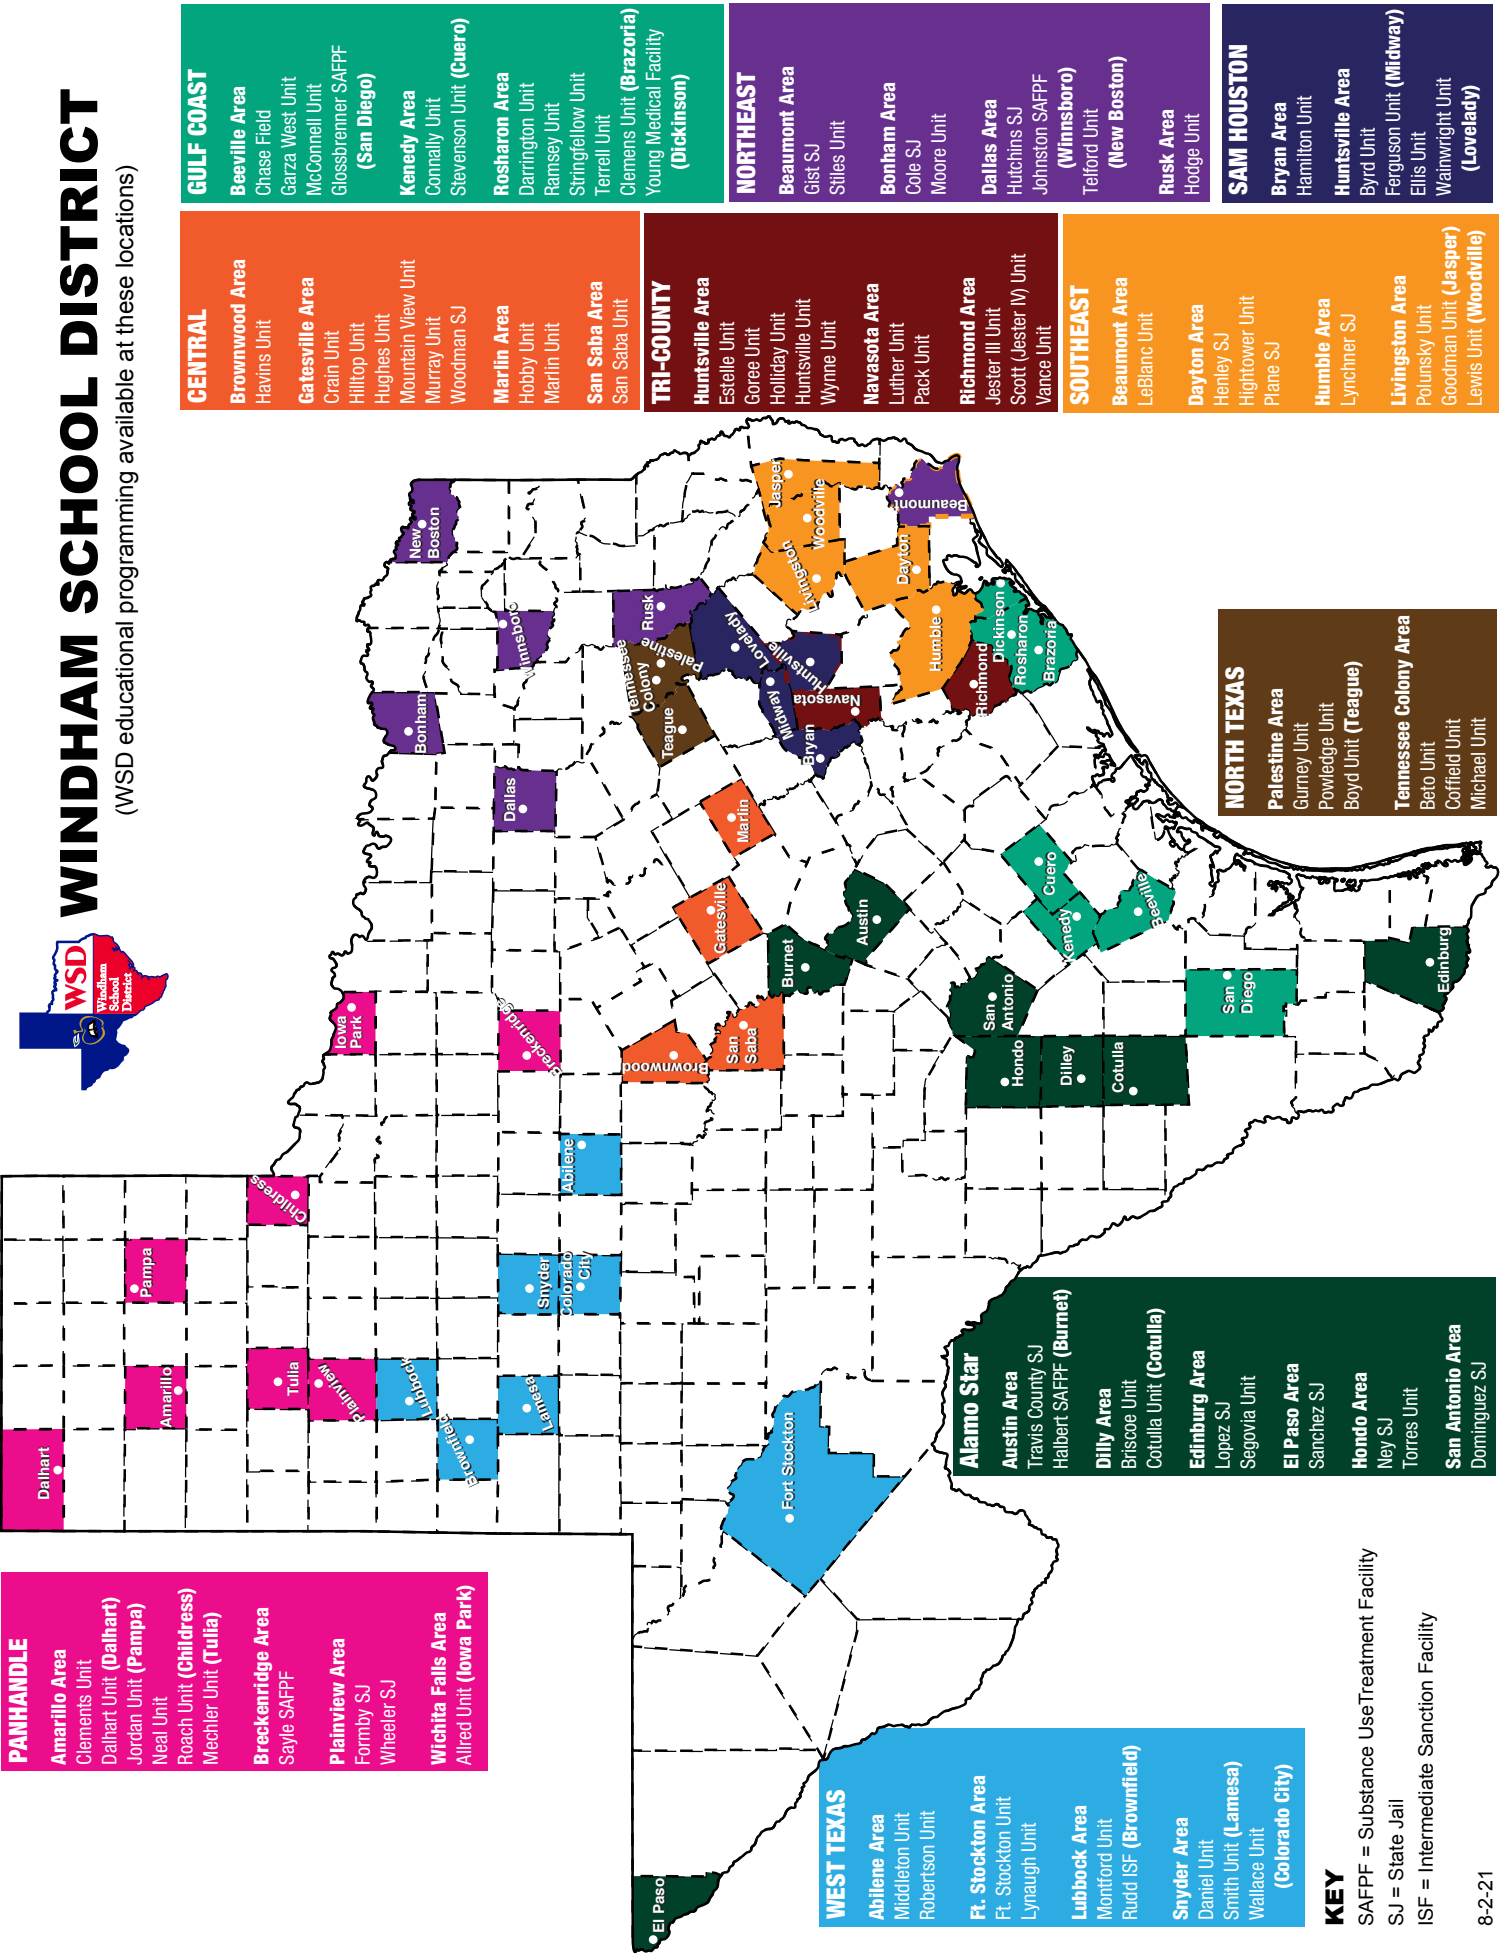 WINDHAM SCHOOL DISTRICT
(WSD educational programming available at these locations)
WSD
Windham
School
District
PANHANDLE
Amarillo Area
Clements Unit
Dalhart Unit (Dalhart)
Jordan Unit (Pampa)
Neal Unit
Roach Unit (Childress)
Mechler Unit (Tulia)
Breckenridge Area
Sayle SAFPF
Plainview Area
Formby SJ
Wheeler SJ
Wichita Falls Area
Allred Unit (Iowa Park)
WEST TEXAS
Abilene Area
Middleton Unit
Robertson Unit
Ft. Stockton Area
Ft. Stockton Unit
Lynaugh Unit
Lubbock Area
Montford Unit
Rudd ISF (Brownfield)
Snyder Area
Daniel Unit
Smith Unit (Lamesa)
Wallace Unit
(Colorado City)
KEY
SAFPF = Substance UseTreatment Facility
SJ = State Jail
ISF = Intermediate Sanction Facility
8-2-21
Alamo Star
Austin Area
Travis County SJ
Halbert SAFPF (Burnet)
Dilly Area
Briscoe Unit
Cotulla Unit (Cotulla)
Edinburg Area
Lopez SJ
Segovia Unit
El Paso Area
Sanchez SJ
Hondo Area
Ney SJ
Torres Unit
San Antonio Area
Dominguez SJ
NORTH TEXAS
Palestine Area
Gurney Unit
Powledge Unit
Boyd Unit (Teague)
Tennessee Colony Area
Beto Unit
Coffield Unit
Michael Unit
CENTRAL
Brownwood Area
Havins Unit
Gatesville Area
Crain Unit
Hilltop Unit
Hughes Unit
Mountain View Unit
Murray Unit
Woodman SJ
Marlin Area
Hobby Unit
Marlin Unit
San Saba Area
San Saba Unit
TRI-COUNTY
Huntsville Area
Estelle Unit
Goree Unit
Holliday Unit
Huntsville Unit
Wynne Unit
Navasota Area
Luther Unit
Pack Unit
Richmond Area
Jester III Unit
Scott (Jester IV) Unit
Vance Unit
SOUTHEAST
Beaumont Area
LeBlanc Unit
Dayton Area
Henley SJ
Hightower Unit
Plane SJ
Humble Area
Lynchner SJ
Livingston Area
Polunsky Unit
Goodman Unit (Jasper)
Lewis Unit (Woodville)
GULF COAST
Beeville Area
Chase Field
Garza West Unit
McConnell Unit
Glossbrenner SAFPF
(San Diego)
Kenedy Area
Connally Unit
Stevenson Unit (Cuero)
Rosharon Area
Darrington Unit
Ramsey Unit
Stringfellow Unit
Terrell Unit
Clemens Unit (Brazoria)
Young Medical Facility
(Dickinson)
NORTHEAST
Beaumont Area
Gist SJ
Stiles Unit
Bonham Area
Cole SJ
Moore Unit
Dallas Area
Hutchins SJ
Johnston SAFPF
(Winnsboro)
Telford Unit
(New Boston)
Rusk Area
Hodge Unit
SAM HOUSTON
Bryan Area
Hamilton Unit
Huntsville Area
Byrd Unit
Ferguson Unit (Midway)
Ellis Unit
Wainwright Unit
(Lovelady)
Dalhart
Amarillo
Pampa
Tulia
Childress
Plainview
Lubbock
Brownfield
Lamesa
Snyder
Colorado
City
Abilene
Iowa
Park
Breckenridge
Brownwood
San
Saba
Gatesville
Marlin
Burnet
Austin
Fort Stockton
El Paso
Bonham
Dallas
New
Boston
Winnsboro
Rusk
Tennessee
Colony
Palestine
Teague
Lovelady
Huntsville
Midway
Bryan
Navasota
Livingston
Woodville
Jasper
Beaumont
Dayton
Humble
Richmond
Dickinson
Rosharon
Brazoria
Cuero
Kenedy
Beeville
San
Antonio
Hondo
Dilley
Cotulla
San
Diego
Edinburg